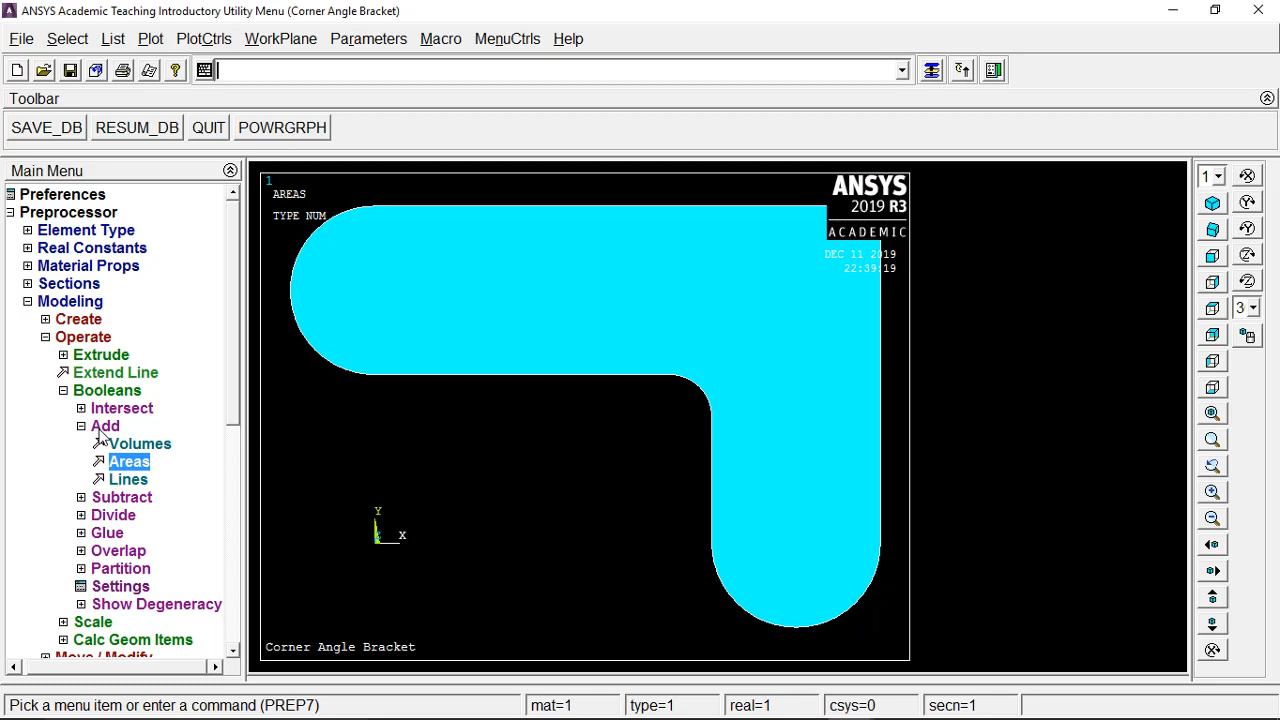 ANSYS Academic Teaching Introductory Utility Menu (Corner Angle Bracket)
File Select List Plot PlotCtrls WorkPlane Parameters Macro MenuCtrls Help
Toolbar
SAVE_DB RESUM_DB QUIT POWRGRPH
Main Menu
Preferences
Preprocessor
Element Type
Real Constants
Material Props
Sections
Modeling
Create
Operate
Extrude
Extend Line
Booleans
Intersect
Add
Volumes
Areas
Lines
Subtract
Divide
Glue
Overlap
Partition
Settings
Show Degeneracy
Scale
Calc Geom Items
Move / Modify
1
AREAS
TYPE NUM
ANSYS
2019 R3
ACADEMIC
DEC 11 2019
22:39:19
Y
X
Corner Angle Bracket
1
3
Pick a menu item or enter a command (PREP7) mat=1 type=1 real=1 csys=0 secn=1